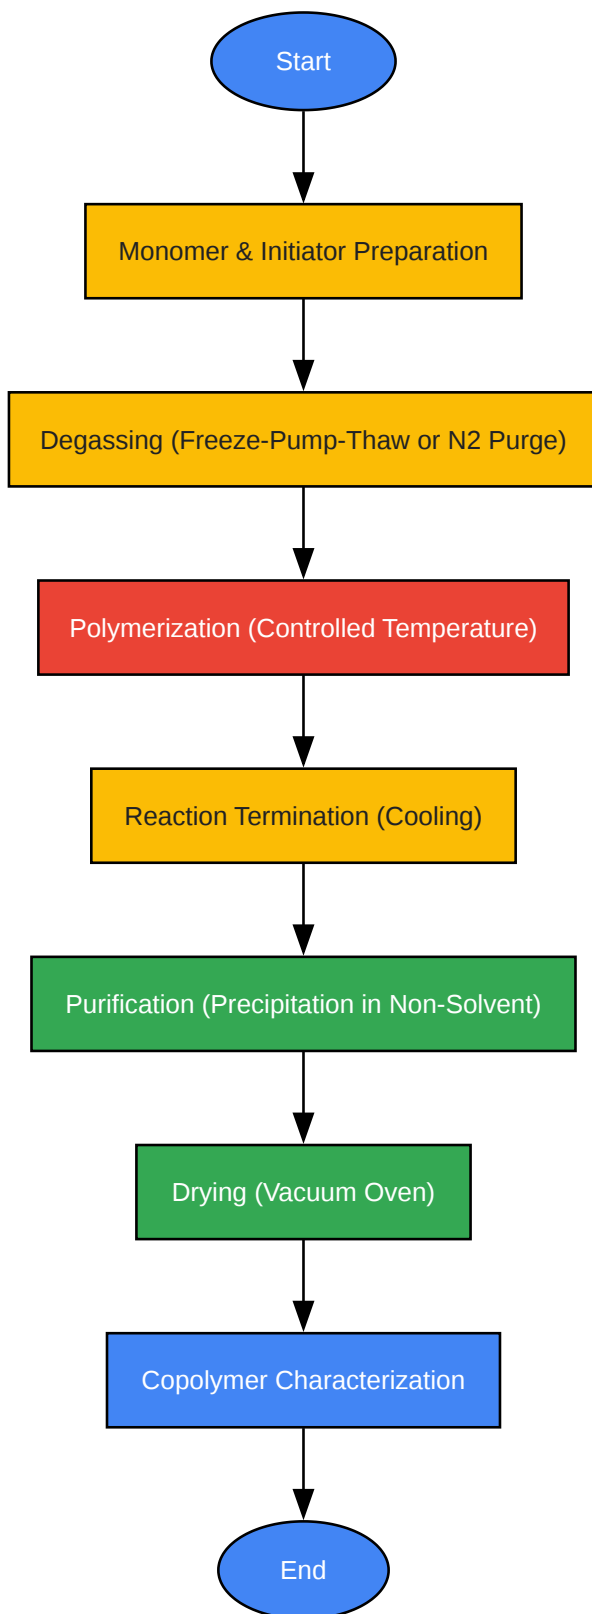 Start
Monomer & Initiator Preparation
Degassing (Freeze-Pump-Thaw or N2 Purge)
Polymerization (Controlled Temperature)
Reaction Termination (Cooling)
Purification (Precipitation in Non-Solvent)
Drying (Vacuum Oven)
Copolymer Characterization
End